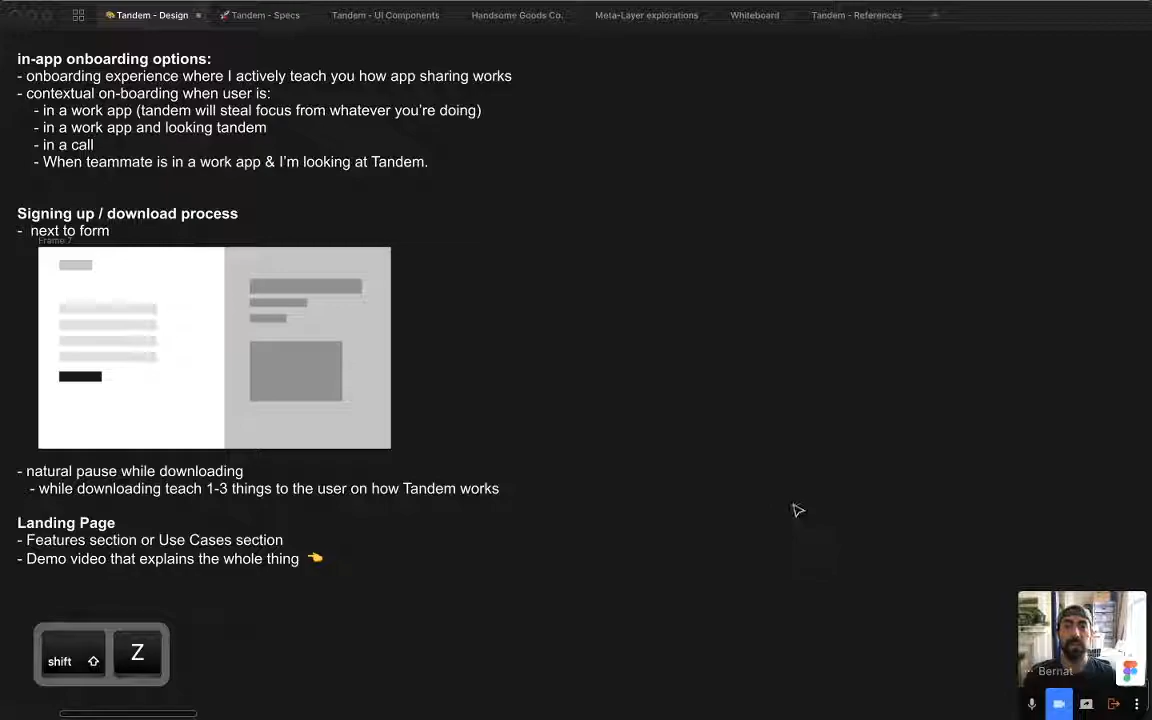 Tandem - Design
Tandem - Specs
Tandem - UI Components
Handsome Goods Co.
Meta-Layer explorations
Whiteboard
Tandem - References
in-app onboarding options:
- onboarding experience where I actively teach you how app sharing works
- contextual on-boarding when user is:
- in a work app (tandem will steal focus from whatever you're doing)
- in a work app and looking tandem
- in a call
- When teammate is in a work app & I'm looking at Tandem.
Signing up / download process
- next to form
Frame 7
- natural pause while downloading
- while downloading teach 1-3 things to the user on how Tandem works
Landing Page
- Features section or Use Cases section
- Demo video that explains the whole thing 👈
shift
Z
Bernat